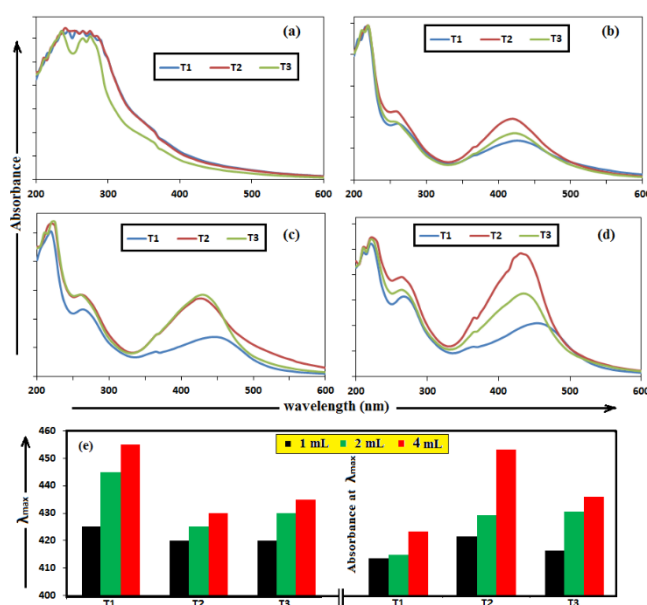 (a)
T1 T2 T3
200 300 400 500 600
(b)
T1 T2 T3
200 300 400 500 600
Absorbance
(c)
T1 T2 T3
200 300 400 500 600
(d)
T1 T2 T3
200 300 400 500 600
wavelength (nm)
(e)
1 mL 2 mL 4 mL
λmax
460
450
440
430
420
410
400
Absorbance at λmax
T1 T2 T3 T1 T2 T3